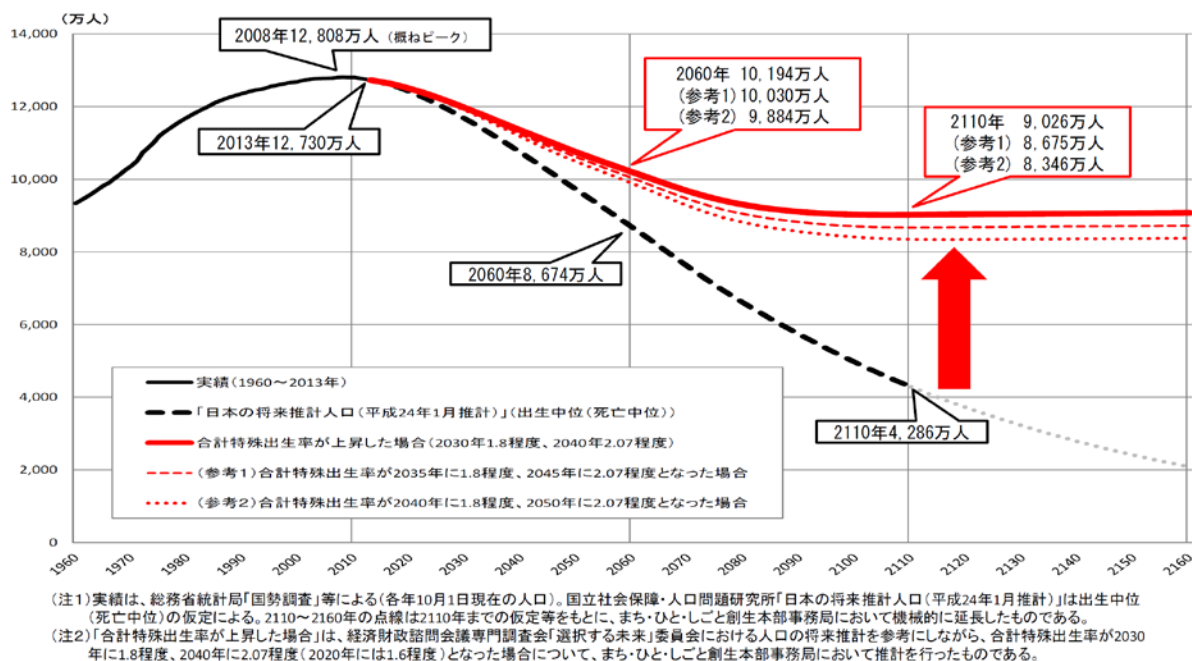 (万人)
14,000
12,000
10,000
8,000
6,000
4,000
2,000
0
2008年12,808万人 (概ねピーク)
2013年12,730万人
2060年 10,194万人
(参考1) 10,030万人
(参考2) 9,884万人
2110年 9,026万人
(参考1) 8,675万人
(参考2) 8,346万人
2060年8,674万人
2110年4,286万人
実績(1960~2013年)
「日本の将来推計人口(平成24年1月推計)」(出生中位(死亡中位))
合計特殊出生率が上昇した場合(2030年1.8程度、2040年2.07程度)
(参考1)合計特殊出生率が2035年に1.8程度、2045年に2.07程度となった場合
(参考2)合計特殊出生率が2040年に1.8程度、2050年に2.07程度となった場合
1960 1970 1980 1990 2000 2010 2020 2030 2040 2050 2060 2070 2080 2090 2100 2110 2120 2130 2140 2150 2160
(注1)実績は、総務省統計局「国勢調査」等による(各年10月1日現在の人口)。国立社会保障・人口問題研究所「日本の将来推計人口(平成24年1月推計)」は出生中位
(死亡中位)の仮定による。2110~2160年の点線は2110年までの仮定等をもとに、まち・ひと・しごと創生本部事務局において機械的に延長したものである。
(注2)「合計特殊出生率が上昇した場合」は、経済財政諮問会議専門調査会「選択する未来」委員会における人口の将来推計を参考にしながら、合計特殊出生率が2030
年に1.8程度、2040年に2.07程度(2020年には1.6程度)となった場合について、まち・ひと・しごと創生本部事務局において推計を行ったものである。